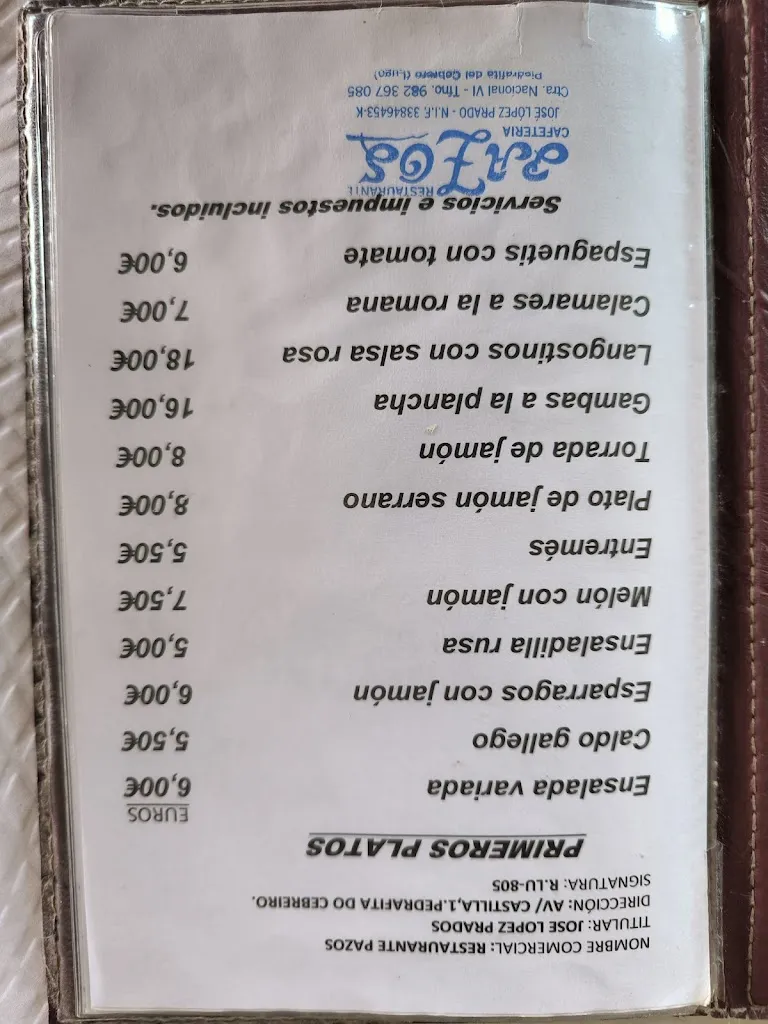 NOMBRE COMERCIAL: RESTAURANTE PAZOS
TITULAR: JOSE LOPEZ PRADOS
DIRECCIÓN: AV/ CASTILLA,1.PEDRAFITA DO CEBREIRO.
SIGNATURA: R.LU-805
PRIMEROS PLATOS
EUROS
Ensalada variada 6,00€
Caldo gallego 5,50€
Esparragos con jamón 6,00€
Ensaladilla rusa 5,00€
Melón con jamón 7,50€
Entremés 5,50€
Plato de jamón serrano 8,00€
Torrada de jamón 8,00€
Gambas a la plancha 16,00€
Langostinos con salsa rosa 18,00€
Calamares a la romana 7,00€
Espaguetis con tomate 6,00€
Servicios e impuestos incluidos.
RESTAURANTE
PAZOS
CAFETERIA
JOSÉ LÓPEZ PRADO - N.I.F. 33846453-K
Ctra. Nacional VI - Tfno. 982 367 085
Piedrafita del Cebrero (Lugo)